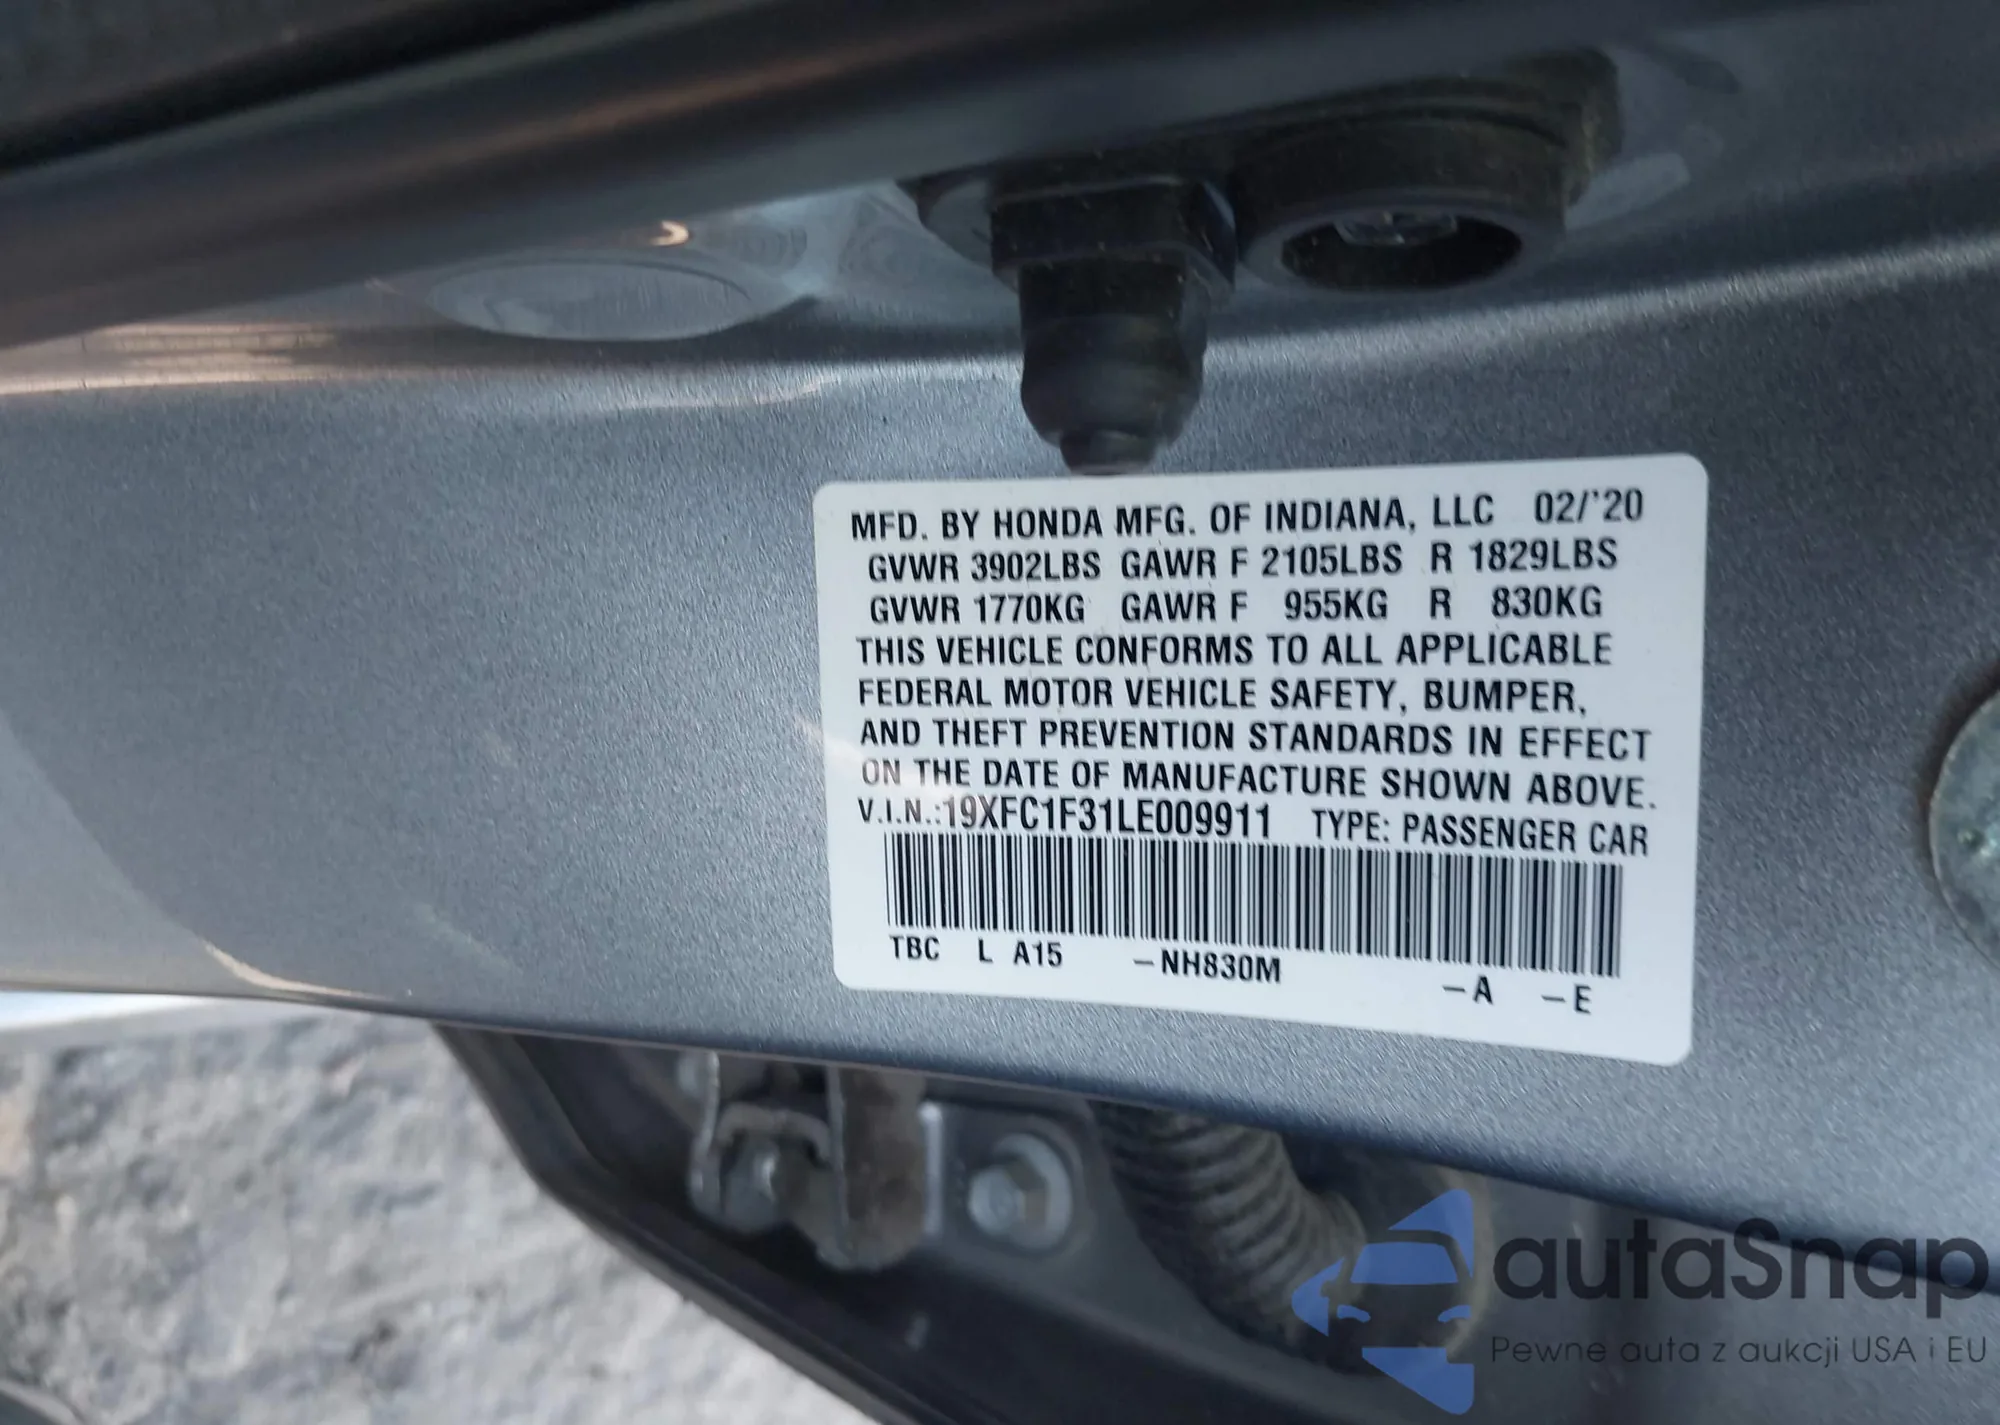 MFD. BY HONDA MFG. OF INDIANA, LLC 02/'20
GVWR 3902LBS GAWR F 2105LBS R 1829LBS
GVWR 1770KG GAWR F 955KG R 830KG
THIS VEHICLE CONFORMS TO ALL APPLICABLE
FEDERAL MOTOR VEHICLE SAFETY, BUMPER,
AND THEFT PREVENTION STANDARDS IN EFFECT
ON THE DATE OF MANUFACTURE SHOWN ABOVE.
V.I.N.:19XFC1F31LE009911 TYPE: PASSENGER CAR
TBC L A15 -NH830M -A -E
autaSnap
Pewne auta z aukcji USA i EU